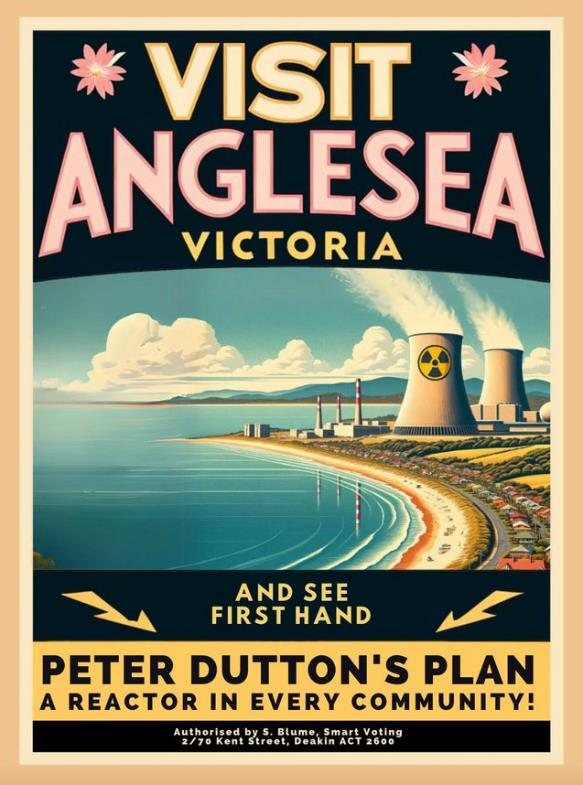 VISIT
ANGLESEA
VICTORIA
AND SEE
FIRST HAND
PETER DUTTON'S PLAN
A REACTOR IN EVERY COMMUNITY!
Authorised by S. Blume, Smart Voting
2/70 Kent Street, Deakin ACT 2600